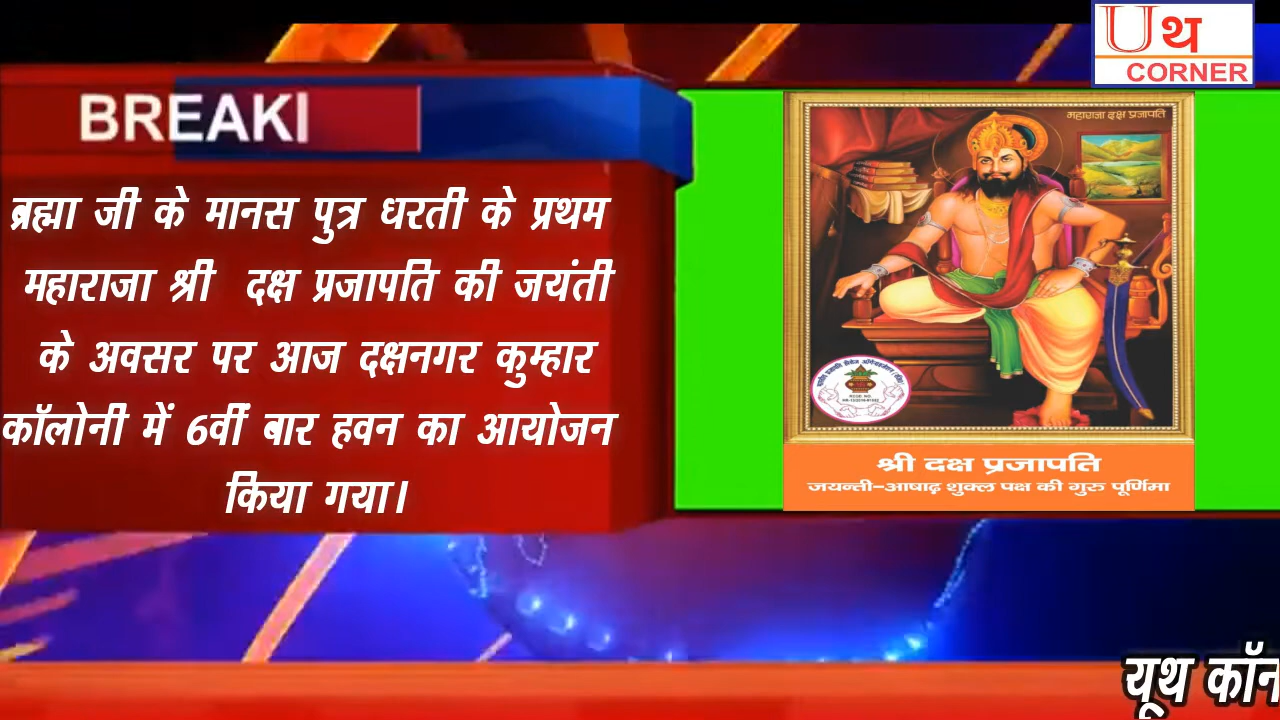 Uथ
CORNER
BREAKI
ब्रह्मा जी के मानस पुत्र धरती के प्रथम
महाराजा श्री दक्ष प्रजापति की जयंती
के अवसर पर आज दक्षनगर कुम्हार
कॉलोनी में 6वीं बार हवन का आयोजन
किया गया।
महाराजा दक्ष प्रजापति
श्री दक्ष प्रजापति
जयन्ती-आषाढ़ शुक्ल पक्ष की गुरु पूर्णिमा
यूथ कॉन